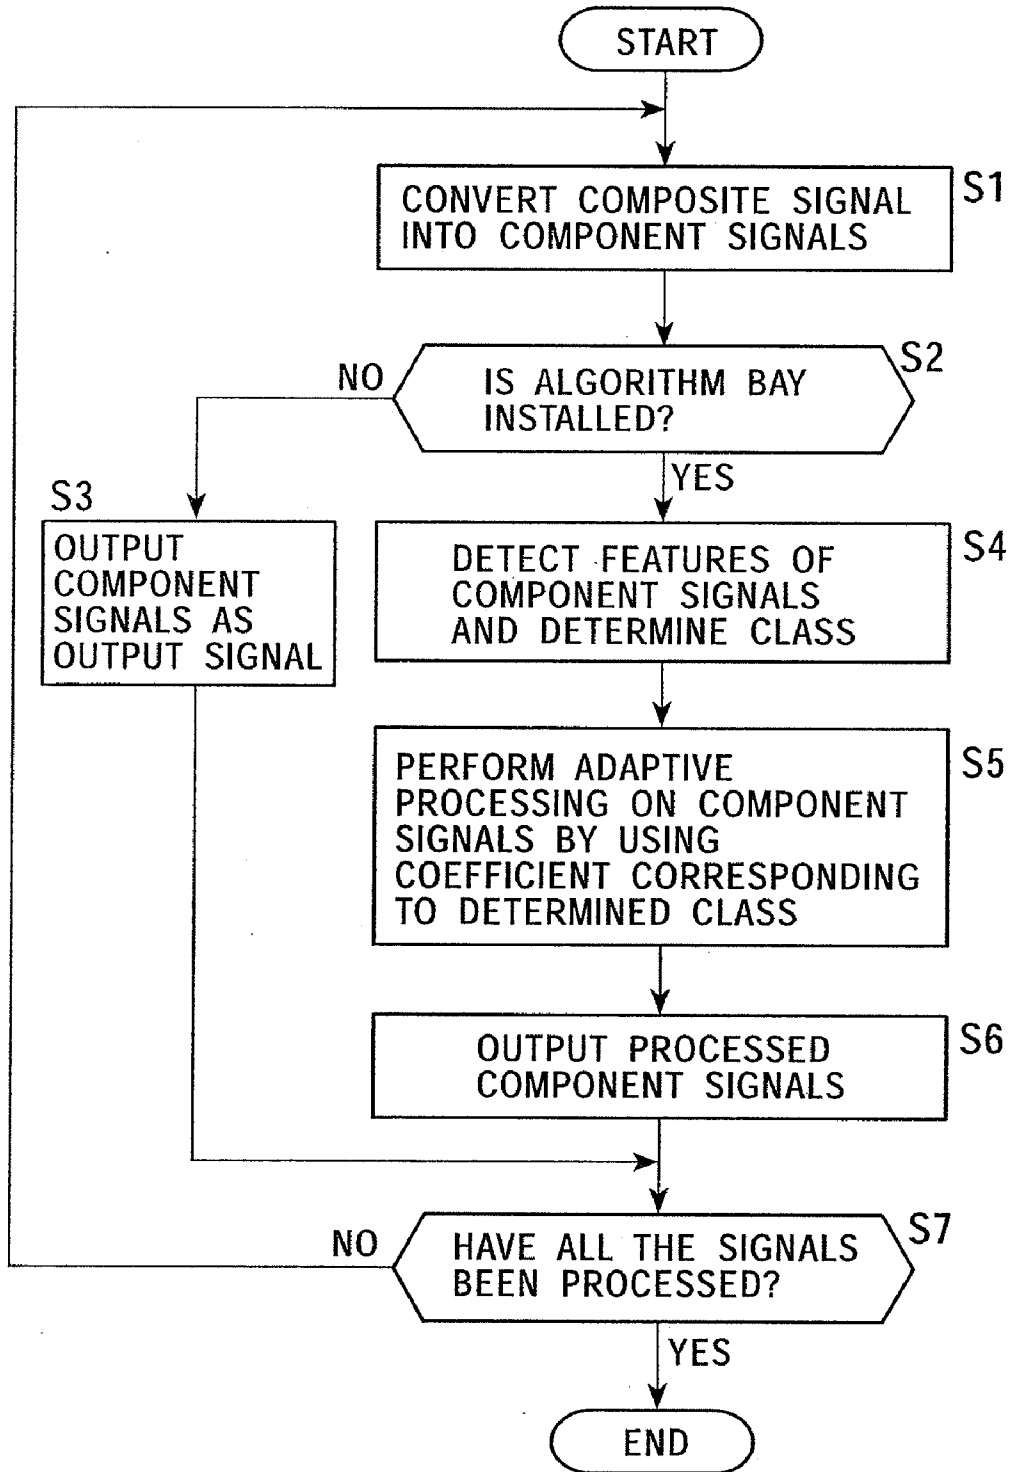 START
S1
CONVERT COMPOSITE SIGNAL
INTO COMPONENT SIGNALS
S2
NO
IS ALGORITHM BAY
INSTALLED?
YES
S3
OUTPUT
COMPONENT
SIGNALS AS
OUTPUT SIGNAL
S4
DETECT FEATURES OF
COMPONENT SIGNALS
AND DETERMINE CLASS
S5
PERFORM ADAPTIVE
PROCESSING ON COMPONENT
SIGNALS BY USING
COEFFICIENT CORRESPONDING
TO DETERMINED CLASS
S6
OUTPUT PROCESSED
COMPONENT SIGNALS
S7
NO
HAVE ALL THE SIGNALS
BEEN PROCESSED?
YES
END